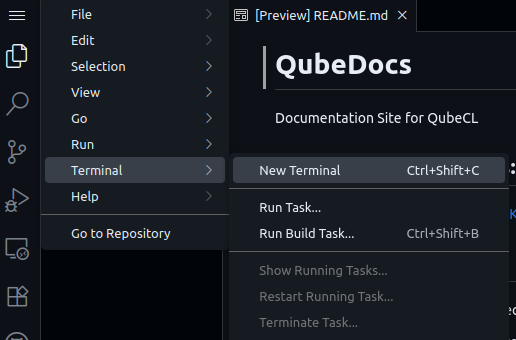 File
Edit
Selection
View
Go
Run
Terminal
Help
Go to Repository
[Preview] README.md
QubeDocs
Documentation Site for QubeCL
New Terminal Ctrl+Shift+C
Run Task...
Run Build Task... Ctrl+Shift+B
Show Running Tasks...
Restart Running Task...
Terminate Task...